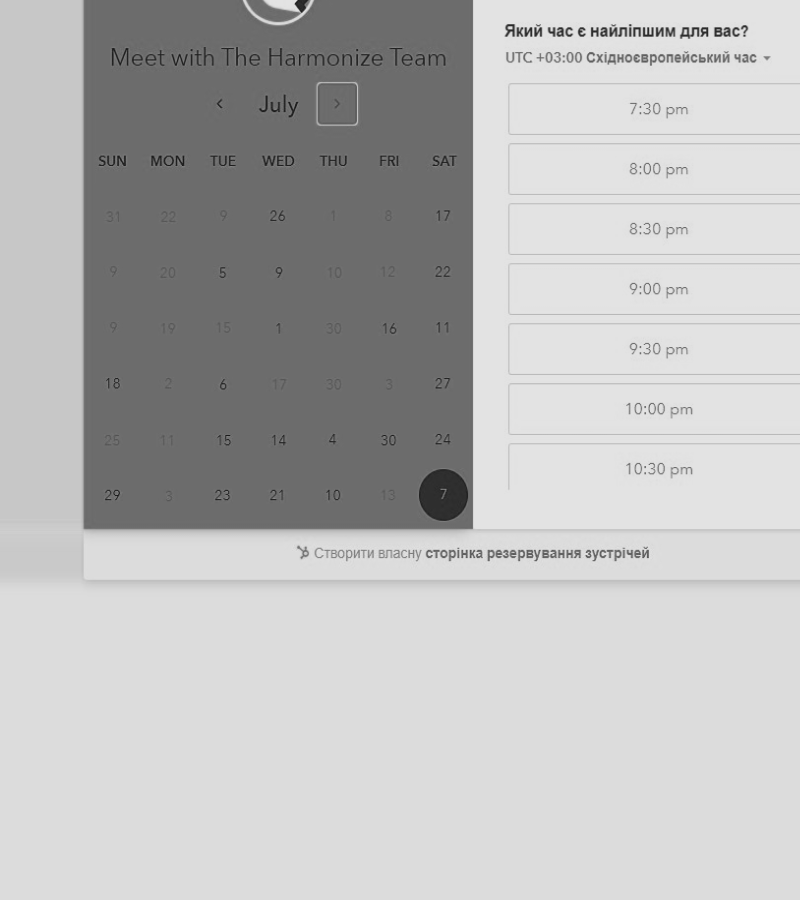 Meet with The Harmonize Team
July
SUN MON TUE WED THU FRI SAT
31 22 9 26 1 8 17
9 20 5 9 10 12 22
9 19 15 1 30 16 11
18 2 6 17 30 3 27
25 11 15 14 4 30 24
29 3 23 21 10 13 7
Який час є найліпшим для вас?
UTC +03:00 Східноєвропейський час
7:30 pm
8:00 pm
8:30 pm
9:00 pm
9:30 pm
10:00 pm
10:30 pm
Створити власну сторінка резервування зустрічей